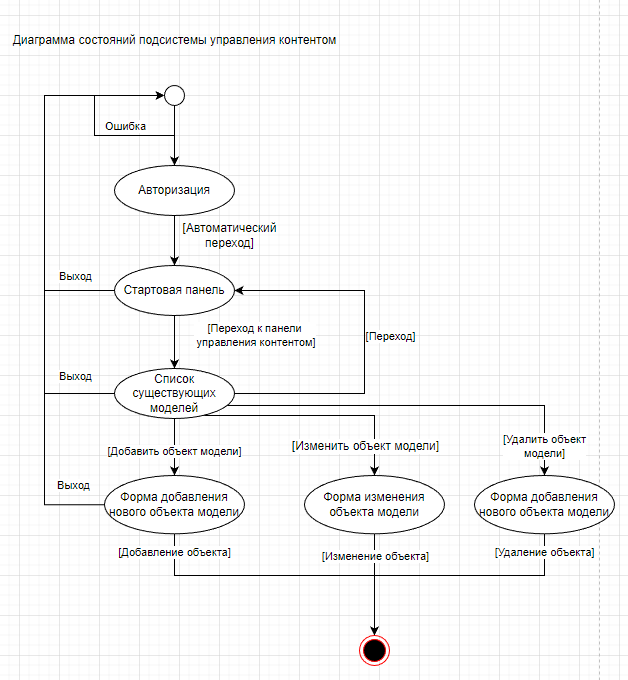 Диаграмма состояний подсистемы управления контентом
Ошибка
Авторизация
[Автоматический
переход]
Выход
Стартовая панель
[Переход к панели
управления контентом]
[Переход]
Выход
Список
существующих
моделей
[Добавить объект модели]
[Изменить объект модели]
[Удалить объект
модели]
Выход
Форма добавления
нового объекта модели
Форма изменения
объекта модели
Форма добавления
нового объекта модели
[Добавление объекта]
[Изменение объекта]
[Удаление объекта]